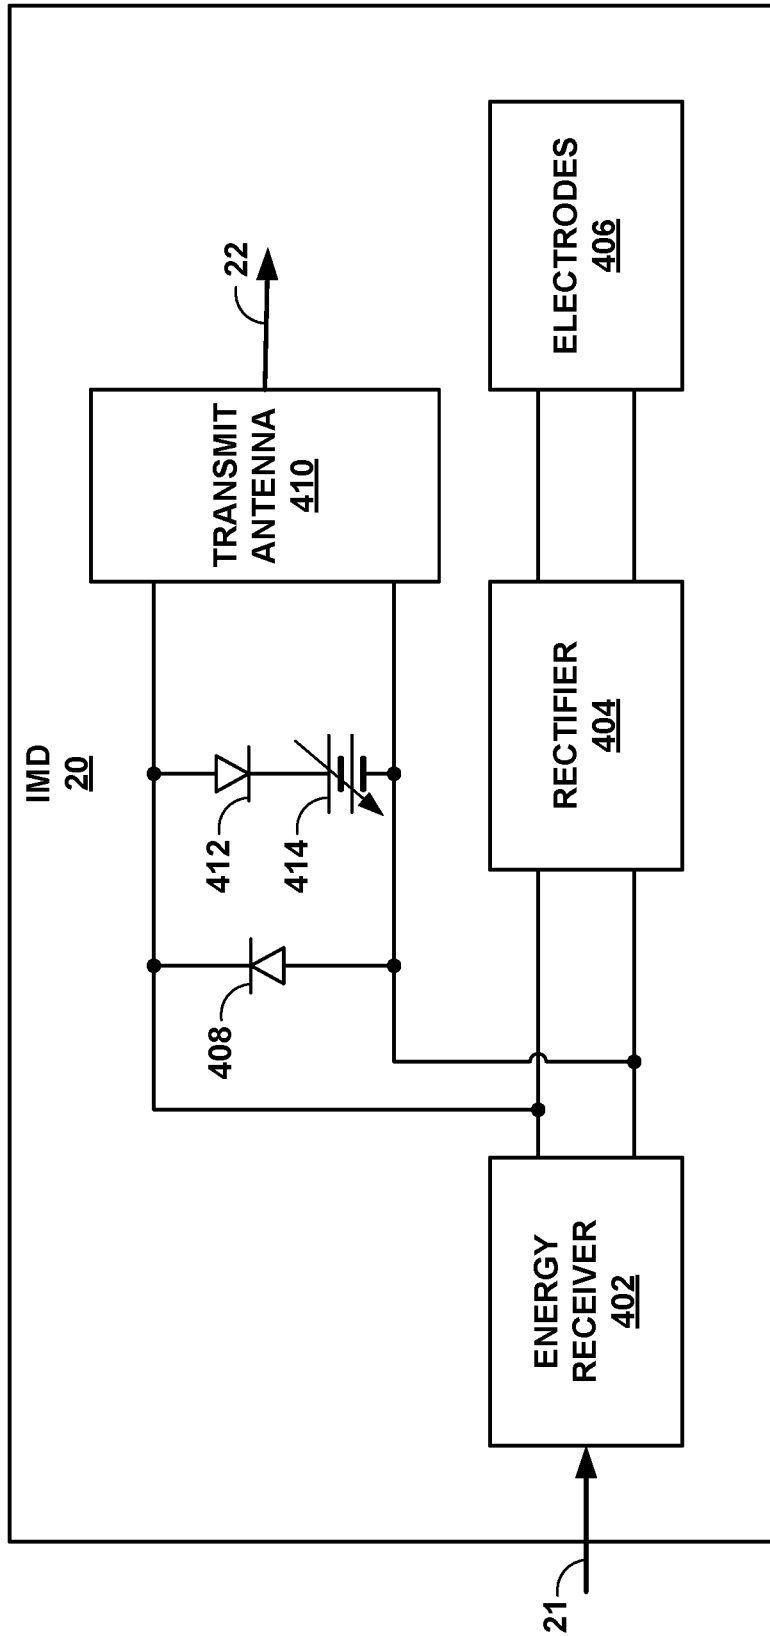 IMD
20
22
TRANSMIT
ANTENNA
410
412
414
408
ELECTRODES
406
RECTIFIER
404
ENERGY
RECEIVER
402
21